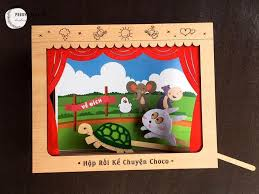 VỀ ĐÍCH
• Hộp Rối Kể Chuyện Choco •